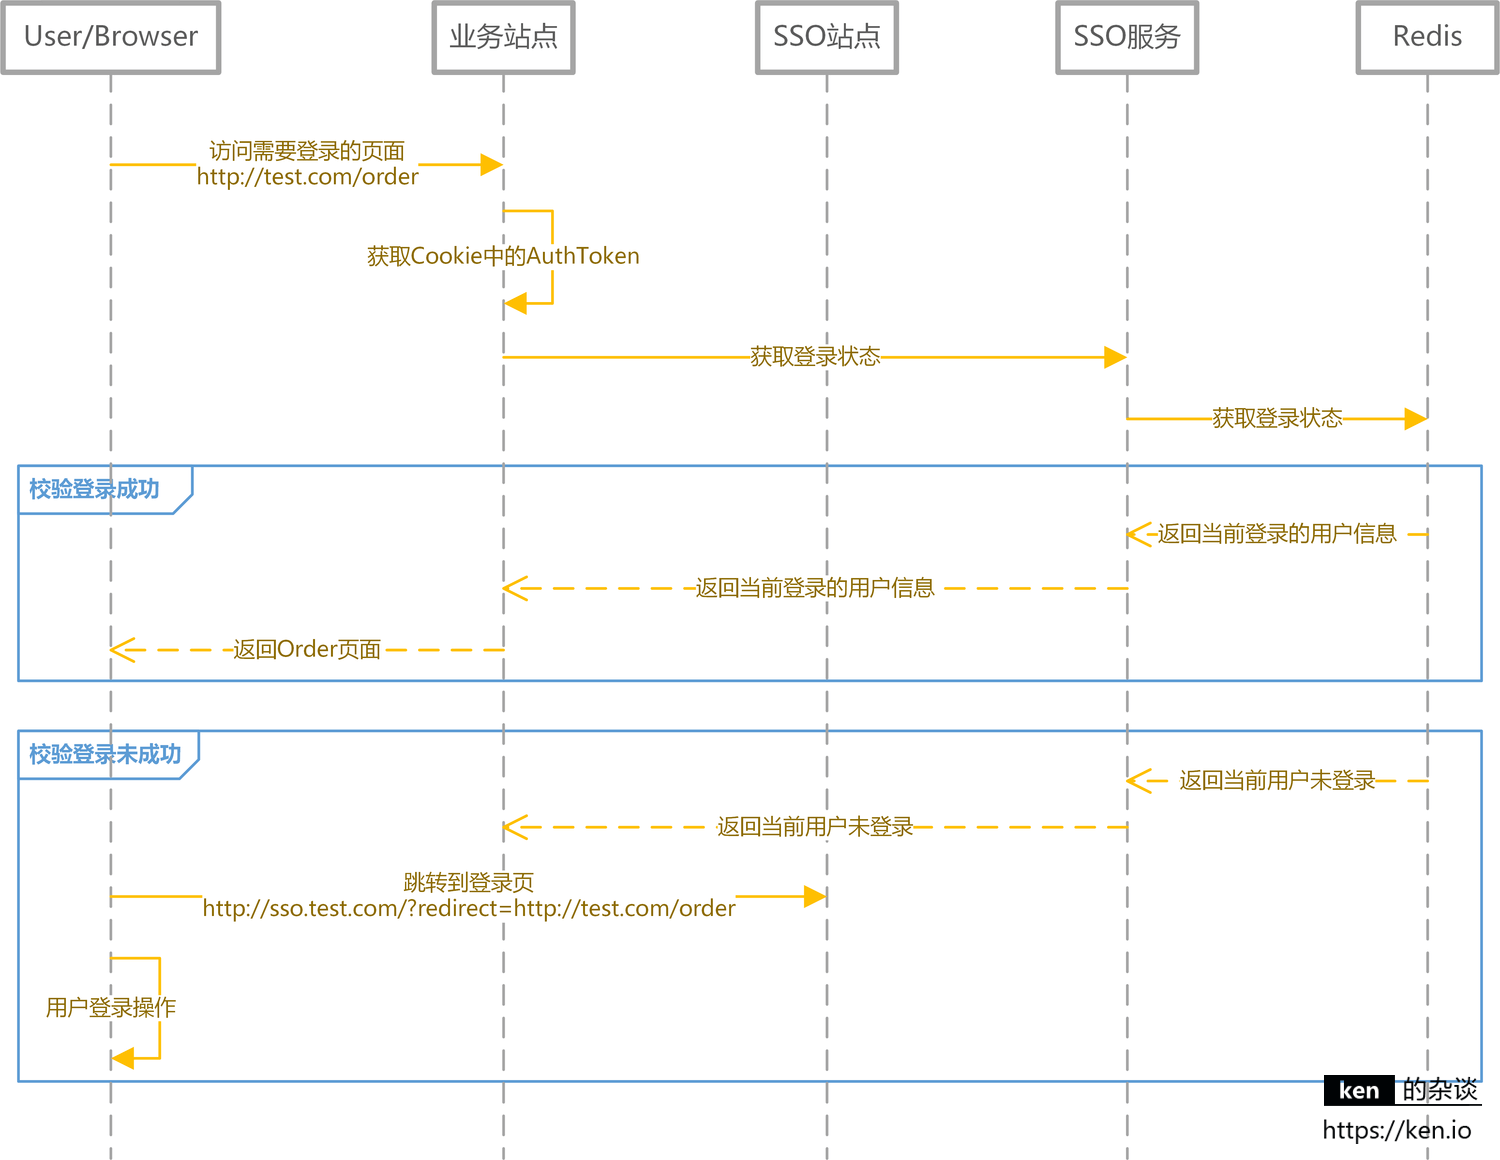 User/Browser
业务站点
SSO站点
SSO服务
Redis
访问需要登录的页面
http://test.com/order
获取Cookie中的AuthToken
获取登录状态
获取登录状态
校验登录成功
返回当前登录的用户信息
返回当前登录的用户信息
返回Order页面
校验登录未成功
返回当前用户未登录
返回当前用户未登录
跳转到登录页
http://sso.test.com/?redirect=http://test.com/order
用户登录操作
ken 的杂谈
https://ken.io